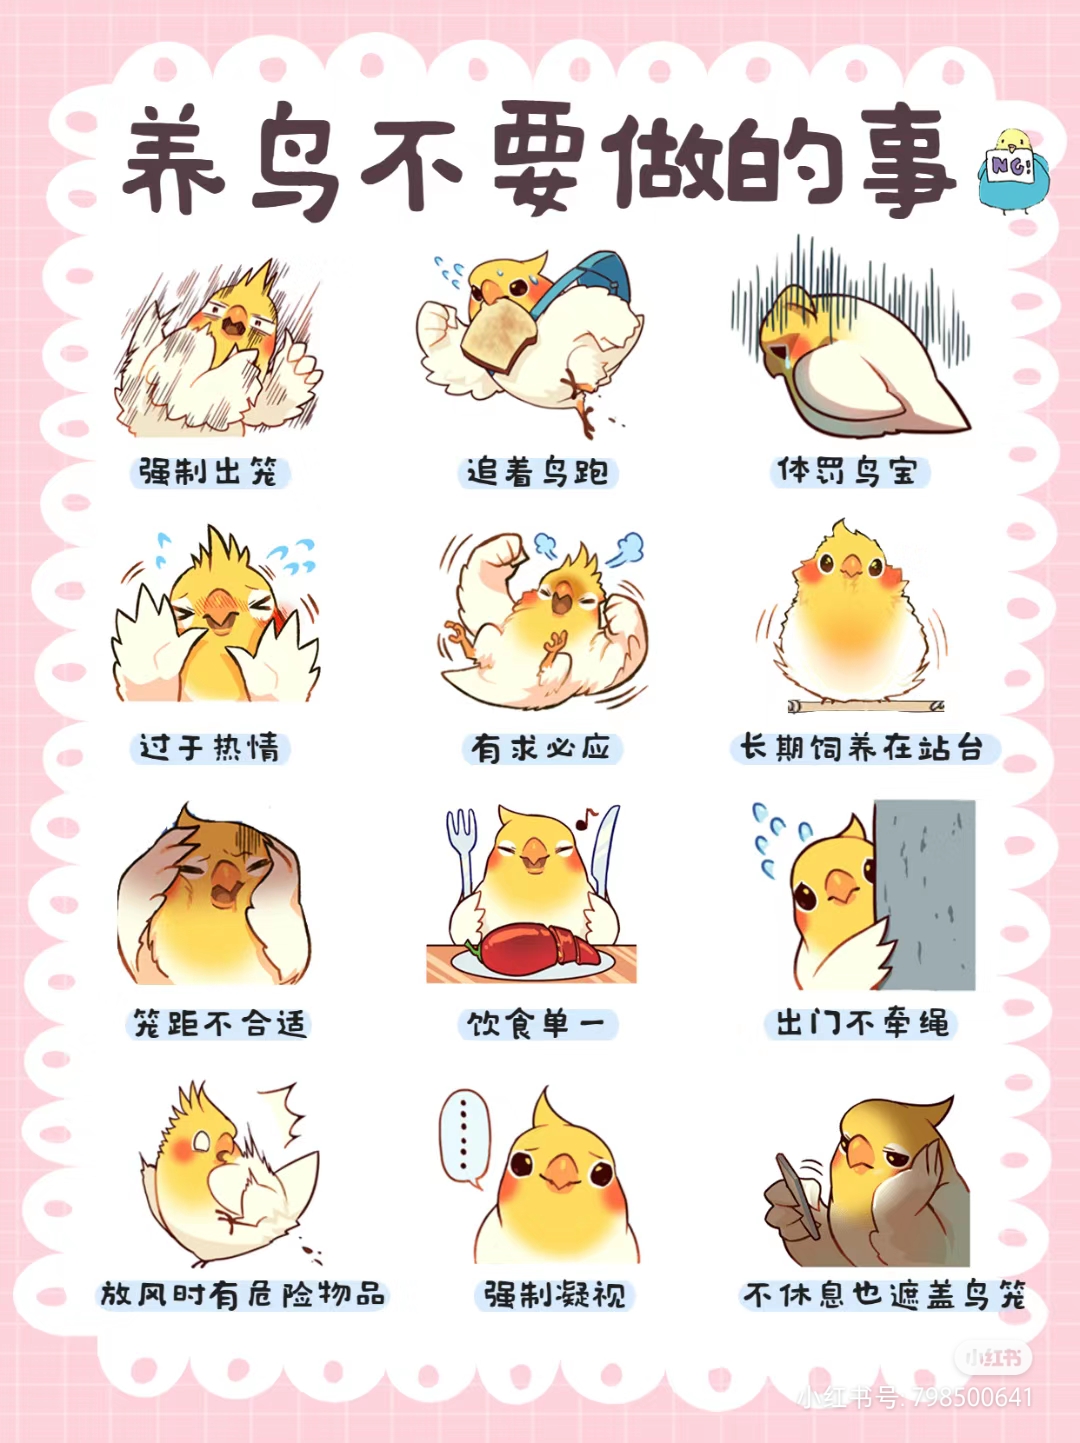 养鸟不要做的事
NG!
强制出笼
追着鸟跑
体罚鸟宝
过于热情
有求必应
长期饲养在站台
笼距不合适
饮食单一
出门不牵绳
放风时有危险物品
强制凝视
不休息也遮盖鸟笼
小红书
小红书号: 798500641